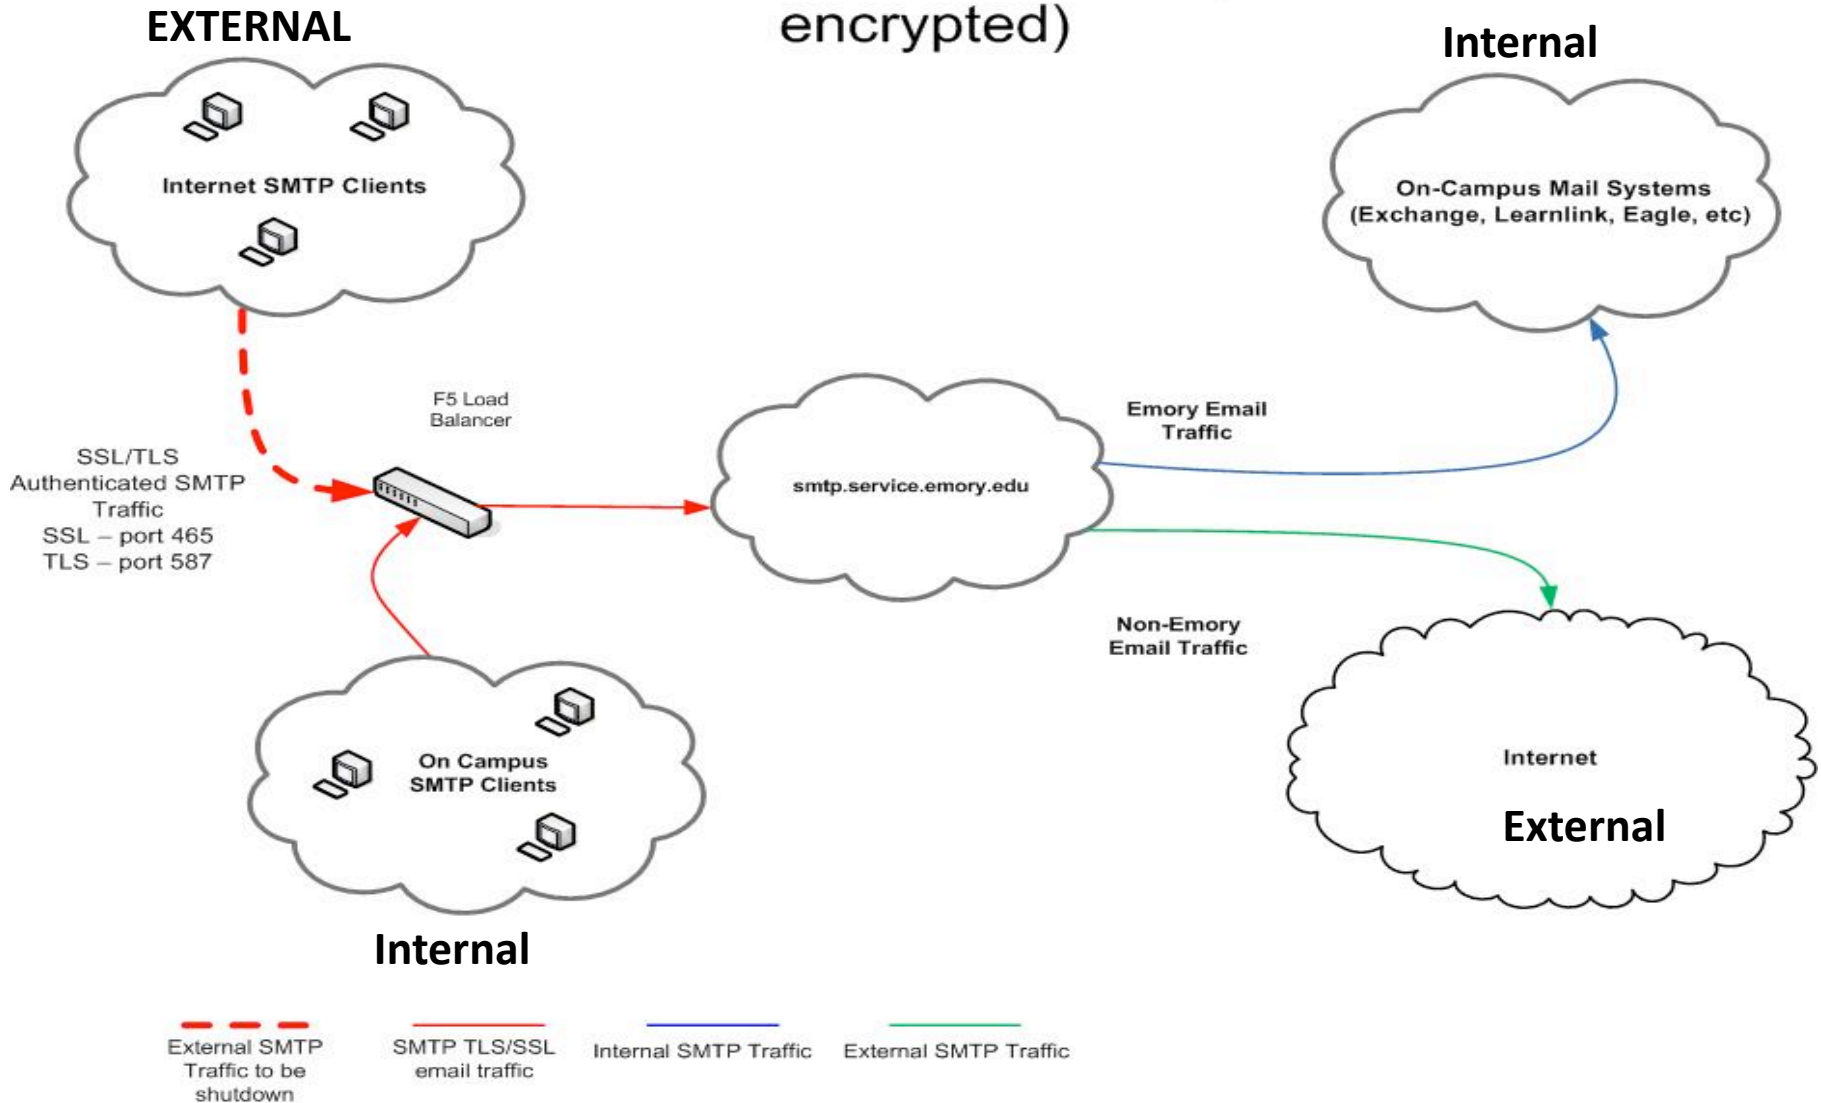 encrypted)
EXTERNAL
Internal
Internet SMTP Clients
On-Campus Mail Systems
(Exchange, Learnlink, Eagle, etc)
F5 Load
Balancer
Emory Email
Traffic
SSL/TLS
Authenticated SMTP
Traffic
SSL – port 465
TLS – port 587
smtp.service.emory.edu
Non-Emory
Email Traffic
On Campus
SMTP Clients
Internet
External
Internal
External SMTP
Traffic to be
shutdown
SMTP TLS/SSL
email traffic
Internal SMTP Traffic
External SMTP Traffic